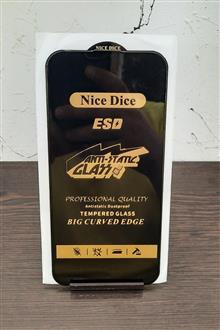 NICE DICE
Nice Dice
ESD
ANTI-STATIC
GLASS
PROFESSIONAL QUALITY
Antistatic Dustproof
TEMPERED GLASS
BIG CURVED EDGE